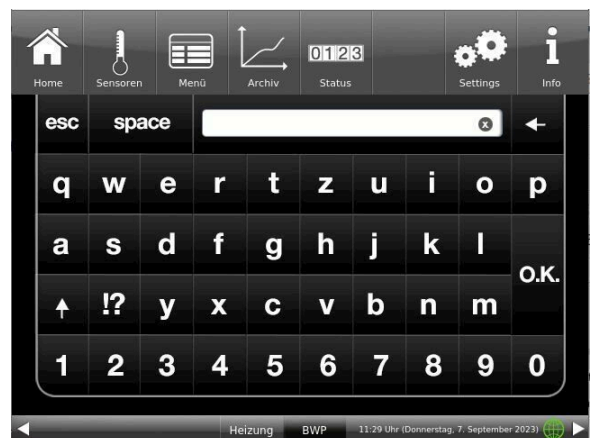 0123
Home Sensoren Menü Archiv Status Settings Info
esc space
q w e r t z u i o p
a s d f g h j k l
O.K.
!? y x c v b n m
1 2 3 4 5 6 7 8 9 0
Heizung BWP 11:29 Uhr (Donnerstag, 7. September 2023)